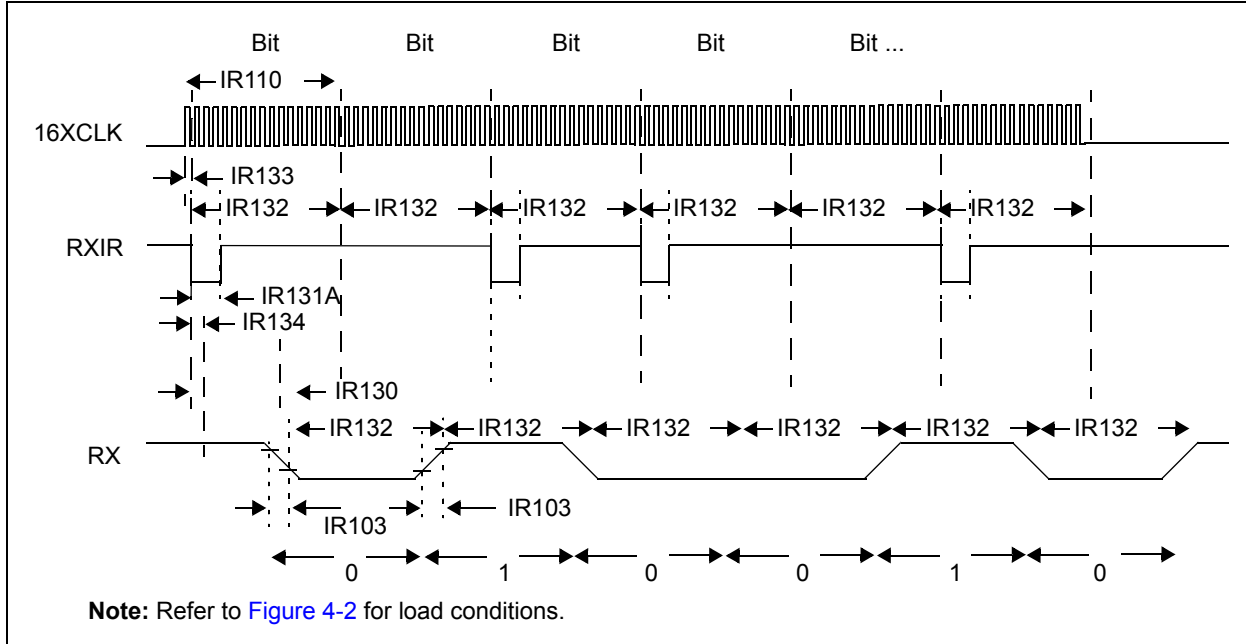 Bit Bit Bit Bit Bit ...
IR110
16XCLK
IR133
IR132 IR132 IR132 IR132 IR132 IR132
RXIR
IR131A
IR134
IR130
IR132 IR132 IR132 IR132 IR132 IR132
RX
IR103 IR103
0 1 0 0 1 0
Note: Refer to Figure 4-2 for load conditions.